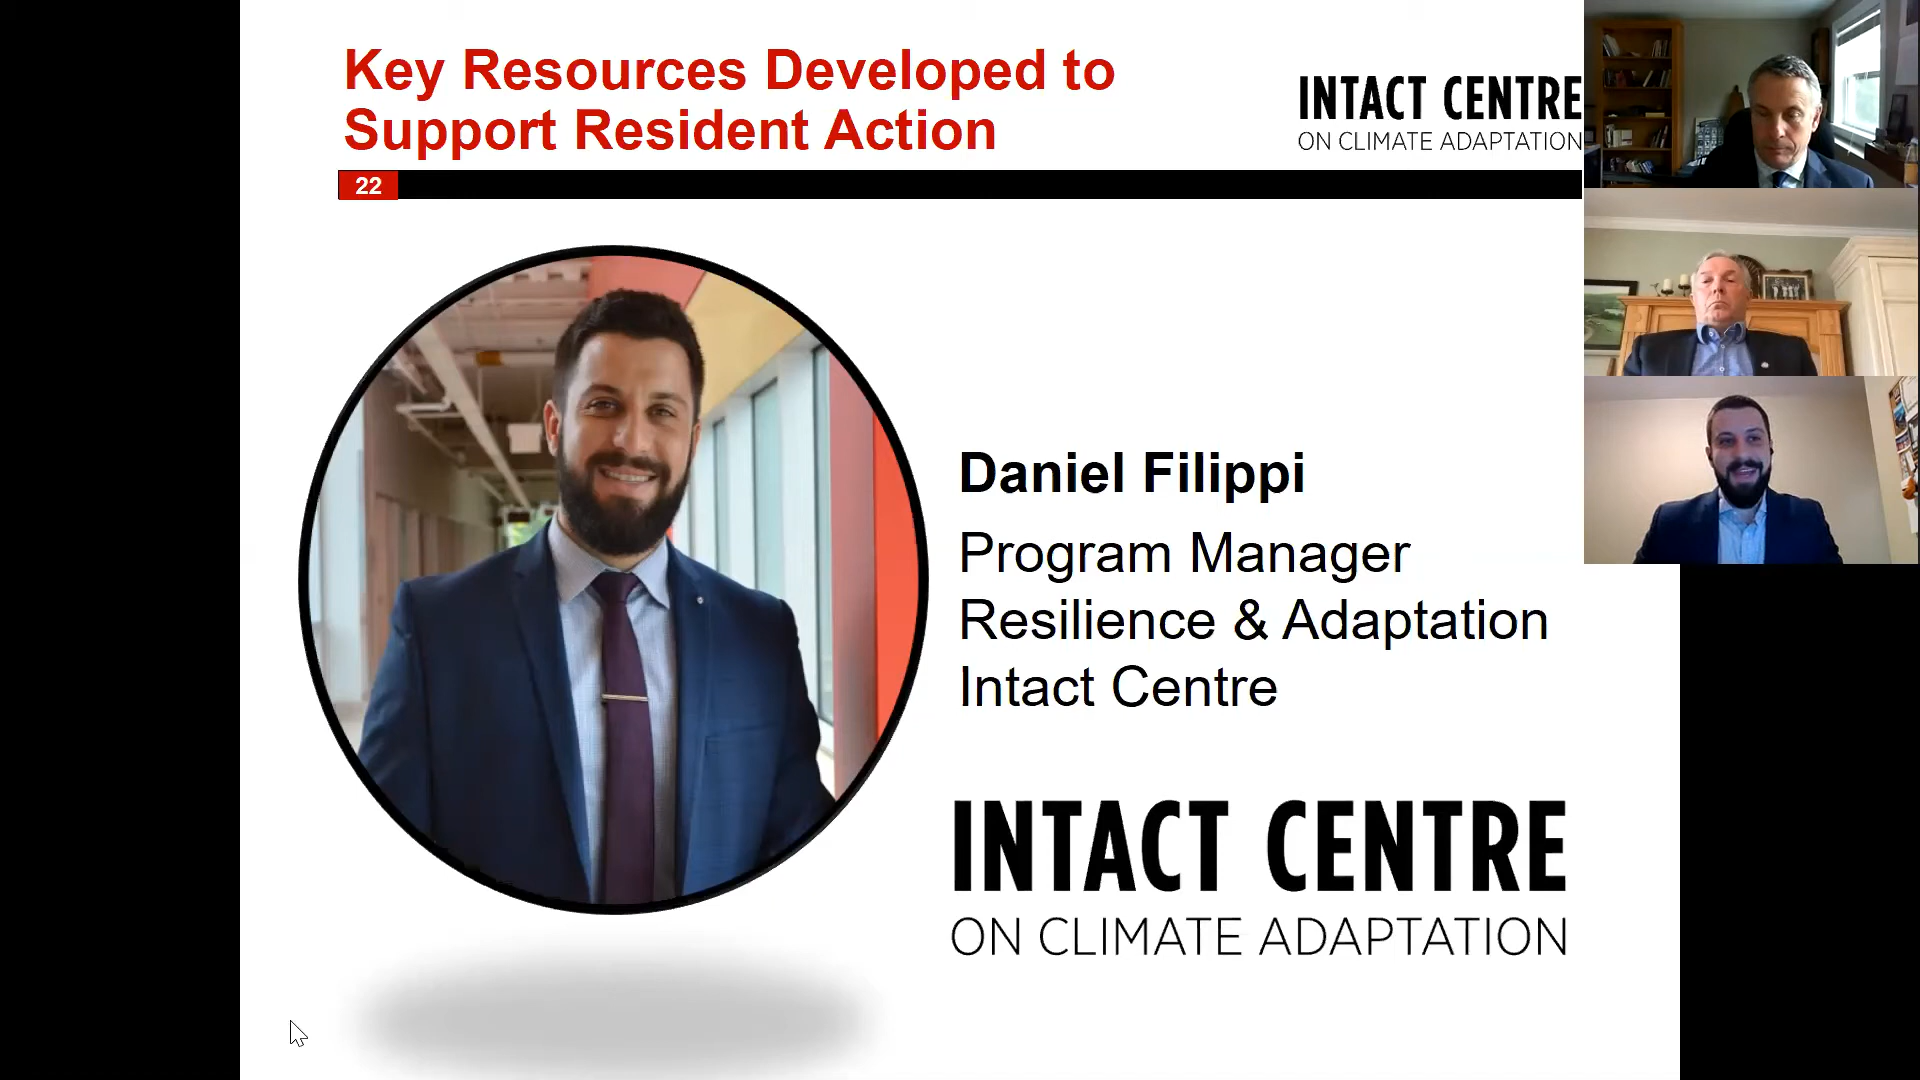 Key Resources Developed to
Support Resident Action
INTACT CENTRE
ON CLIMATE ADAPTATION
22
Daniel Filippi
Program Manager
Resilience & Adaptation
Intact Centre
INTACT CENTRE
ON CLIMATE ADAPTATION